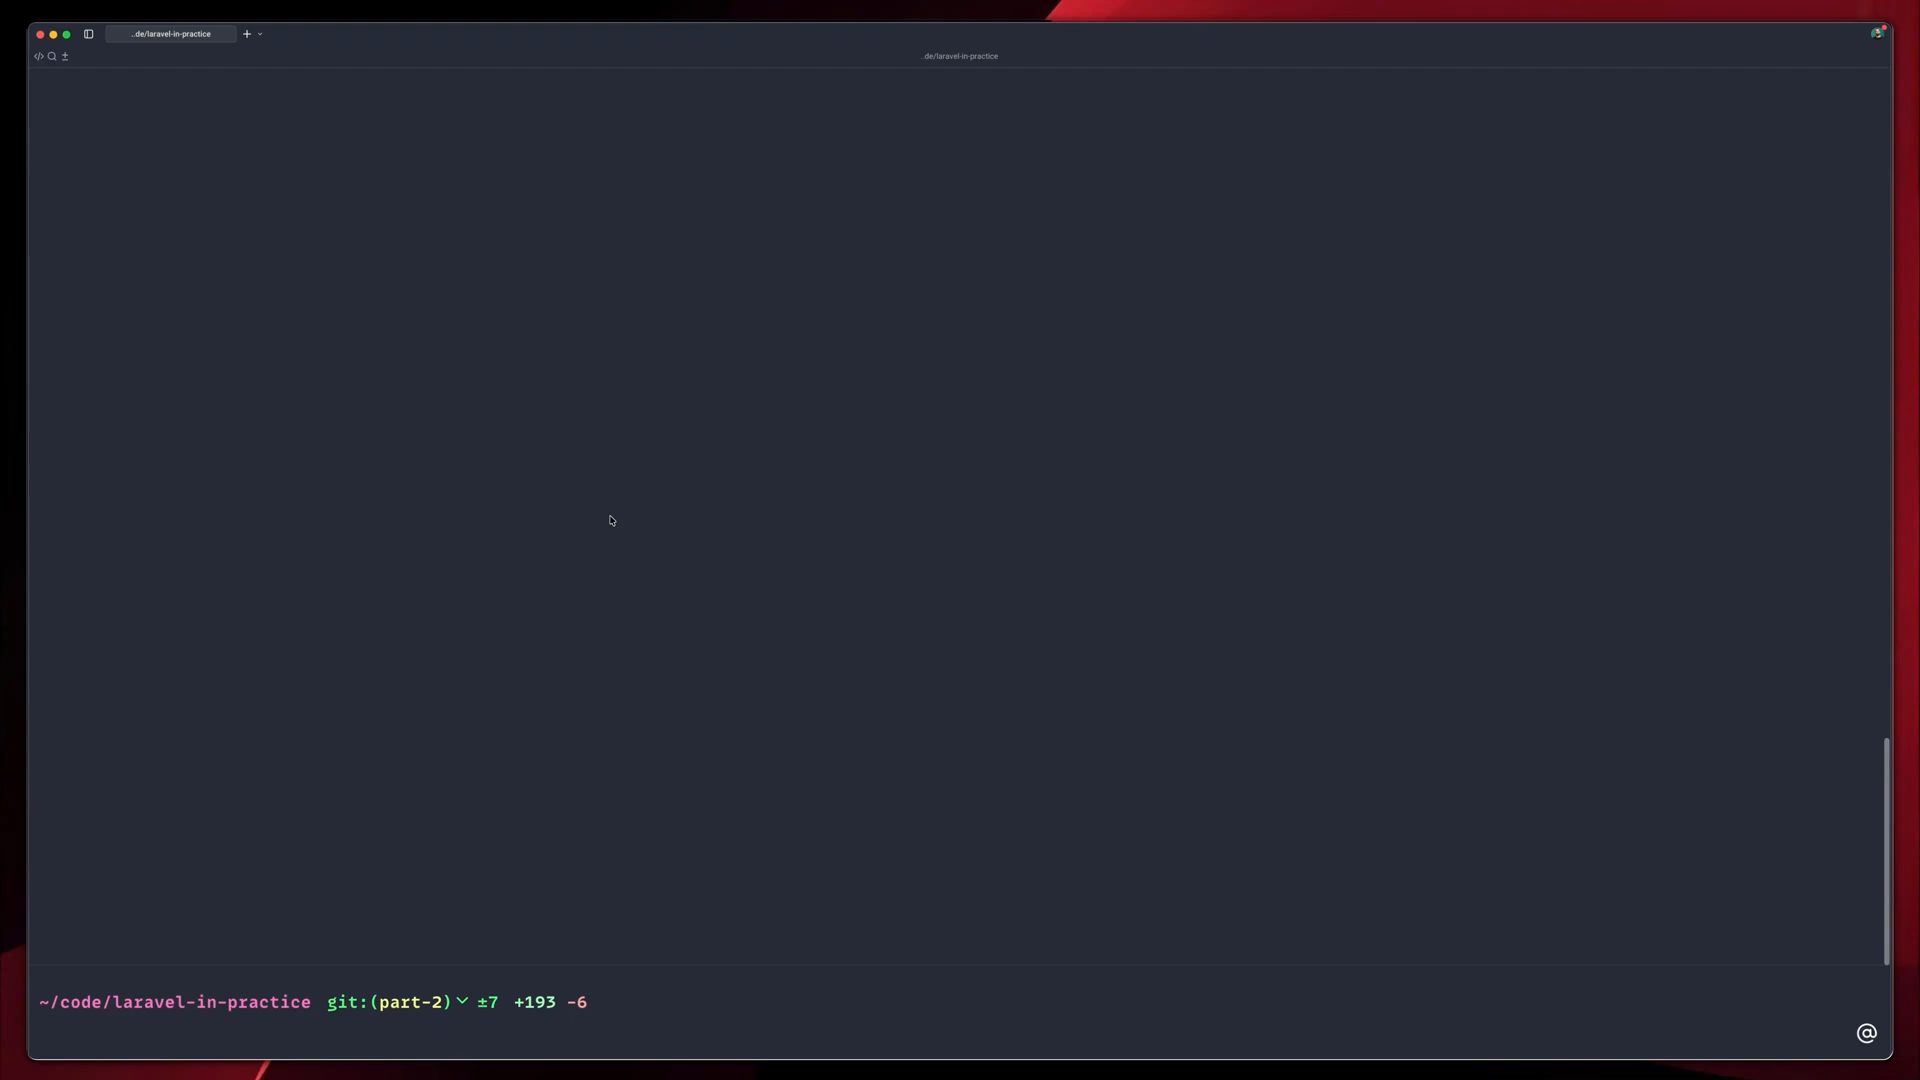 ..de/laravel-in-practice
..de/laravel-in-practice
~/code/laravel-in-practice git:(part-2) ±7 +193 -6